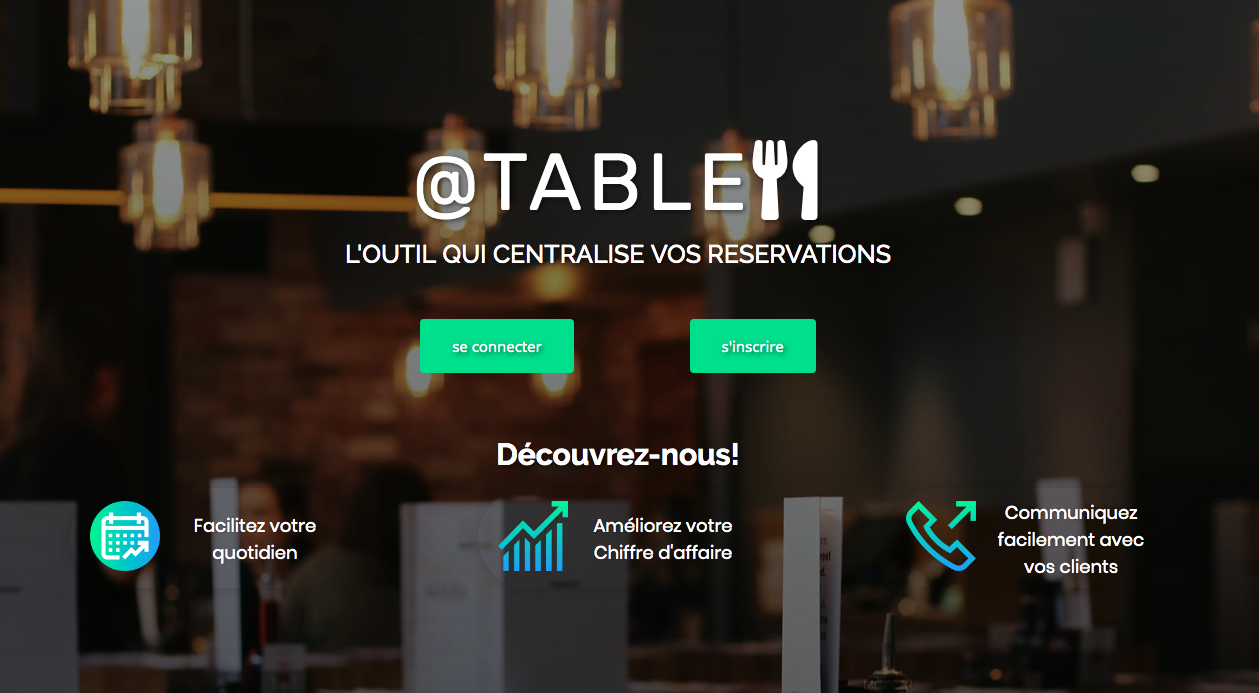 @TABLE
L'OUTIL QUI CENTRALISE VOS RESERVATIONS
se connecter
s'inscrire
Découvrez-nous!
Facilitez votre
quotidien
Améliorez votre
Chiffre d'affaire
Communiquez
facilement avec
vos clients